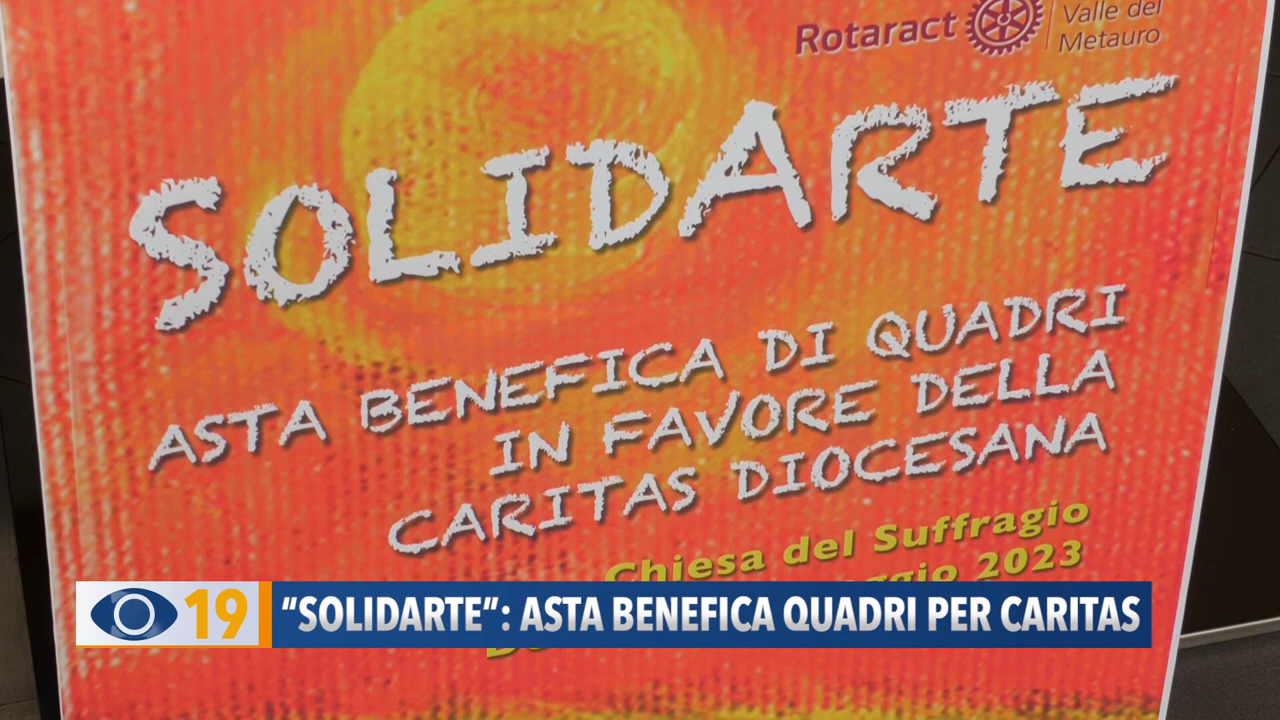 Rotaract
Valle del
Metauro
SOLIDARTE
ASTA BENEFICA DI QUADRI
IN FAVORE DELLA
CARITAS DIOCESANA
Chiesa del Suffragio
2023
19
“SOLIDARTE”: ASTA BENEFICA QUADRI PER CARITAS